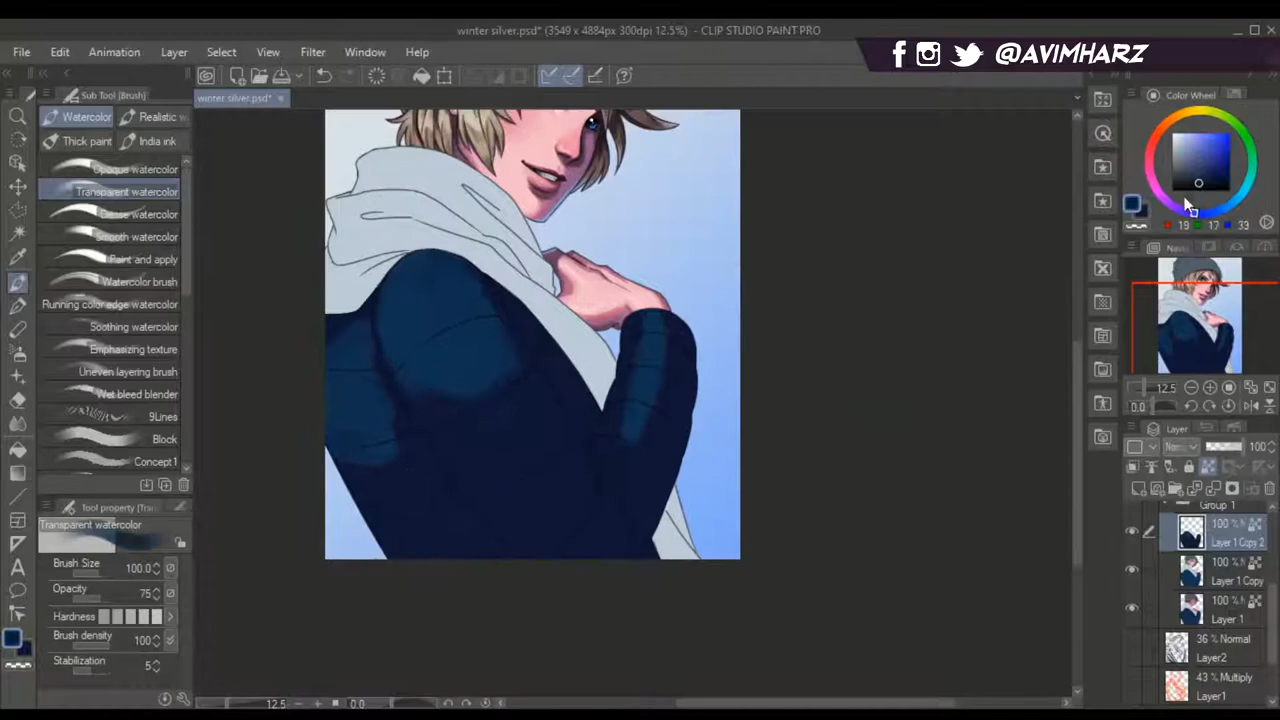 winter silver.psd* (3549 x 4884px 300dpi 12.5%) - CLIP STUDIO PAINT PRO
@AVIMHARZ
File Edit Animation Layer Select View Filter Window Help
Sub Tool [Brush]
winter silver.psd*
Color Wheel
Watercolor
Realistic w
Thick paint
India ink
Opaque watercolor
Transparent watercolor
Dense watercolor
Smooth watercolor
Paint and apply
Watercolor brush
Running color edge watercolor
Soothing watercolor
Emphasizing texture
Uneven layering brush
Wet bleed blender
9Lines
Block
Concept1
Tool property [Tra
Transparent watercolor
Brush Size 100.0
Opacity 75
Hardness
Brush density 100
Stabilization 5
12.5 0.0
19 17 33
Navi
12.5
0.0
Layer
Norm 100
Group 1
100 % N
Layer 1 Copy 2
100 % N
Layer 1 Copy
100 % N
Layer 1
36 % Normal
Layer2
43 % Multiply
Layer1